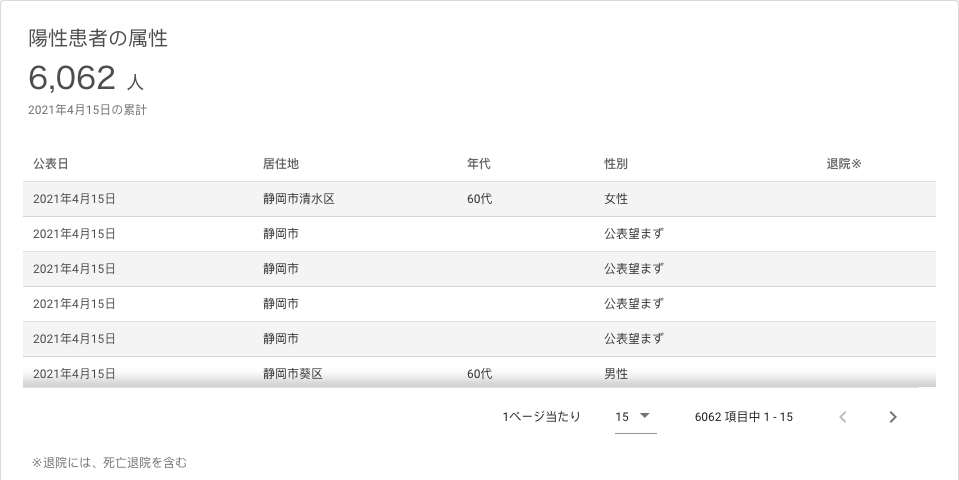 陽性患者の属性
6,062 人
2021年4月15日の累計
公表日 居住地 年代 性別 退院※
2021年4月15日 静岡市清水区 60代 女性
2021年4月15日 静岡市 公表望まず
2021年4月15日 静岡市 公表望まず
2021年4月15日 静岡市 公表望まず
2021年4月15日 静岡市 公表望まず
2021年4月15日 静岡市葵区 60代 男性
1ページ当たり 15 6062 項目中 1 - 15
※退院には、死亡退院を含む